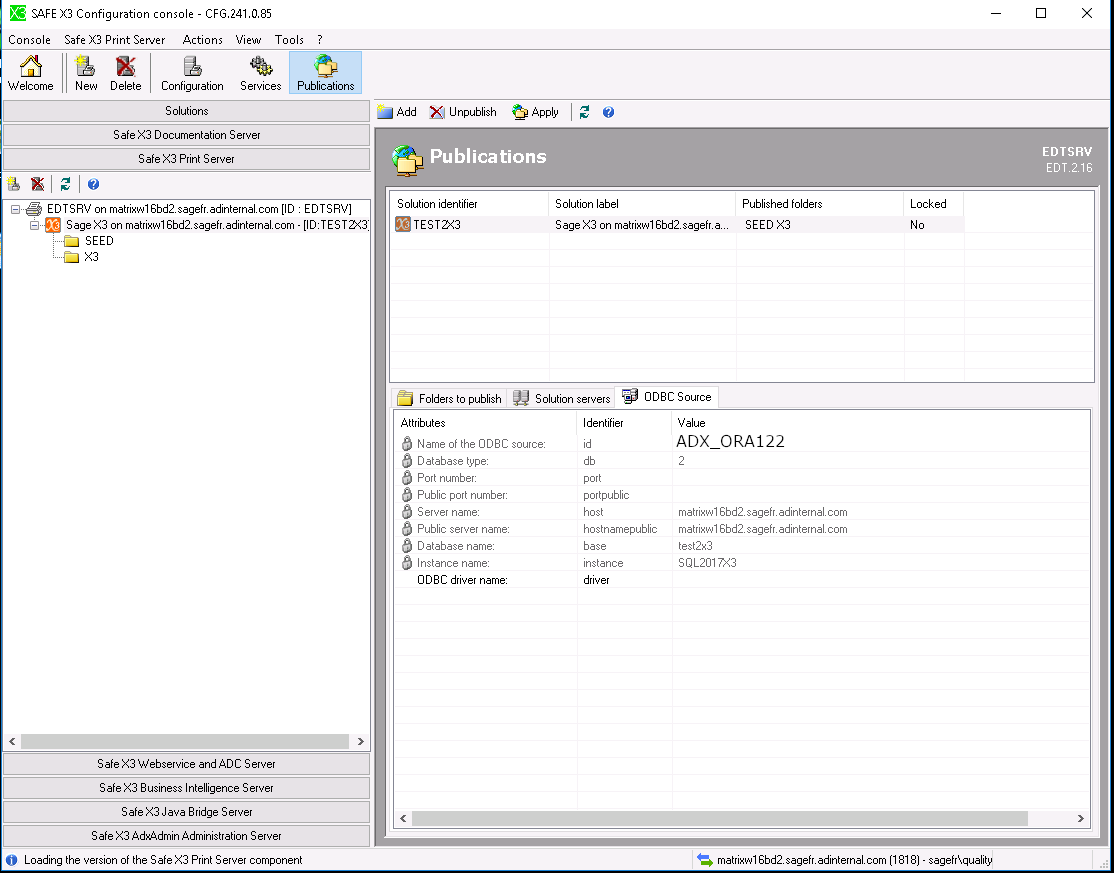 SAFE X3 Configuration console - CFG.241.0.85
Console Safe X3 Print Server Actions View Tools ?
Welcome New Delete Configuration Services Publications
Solutions
Safe X3 Documentation Server
Safe X3 Print Server
EDTSRV on matrixw16bd2.sagefr.adinternal.com [ID : EDTSRV]
Sage X3 on matrixw16bd2.sagefr.adinternal.com - [ID:TEST2X3]
SEED
X3
Safe X3 Webservice and ADC Server
Safe X3 Business Intelligence Server
Safe X3 Java Bridge Server
Safe X3 AdxAdmin Administration Server
Add Unpublish Apply
Publications
EDTSRV
EDT.2.16
Solution identifier Solution label Published folders Locked
TEST2X3 Sage X3 on matrixw16bd2.sagefr.a... SEED X3 No
Folders to publish Solution servers ODBC Source
Attributes Identifier Value
Name of the ODBC source: id ADX_ORA122
Database type: db 2
Port number: port
Public port number: portpublic
Server name: host matrixw16bd2.sagefr.adinternal.com
Public server name: hostnamepublic matrixw16bd2.sagefr.adinternal.com
Database name: base test2x3
Instance name: instance SQL2017X3
ODBC driver name: driver
Loading the version of the Safe X3 Print Server component
matrixw16bd2.sagefr.adinternal.com (1818) - sagefr\quality